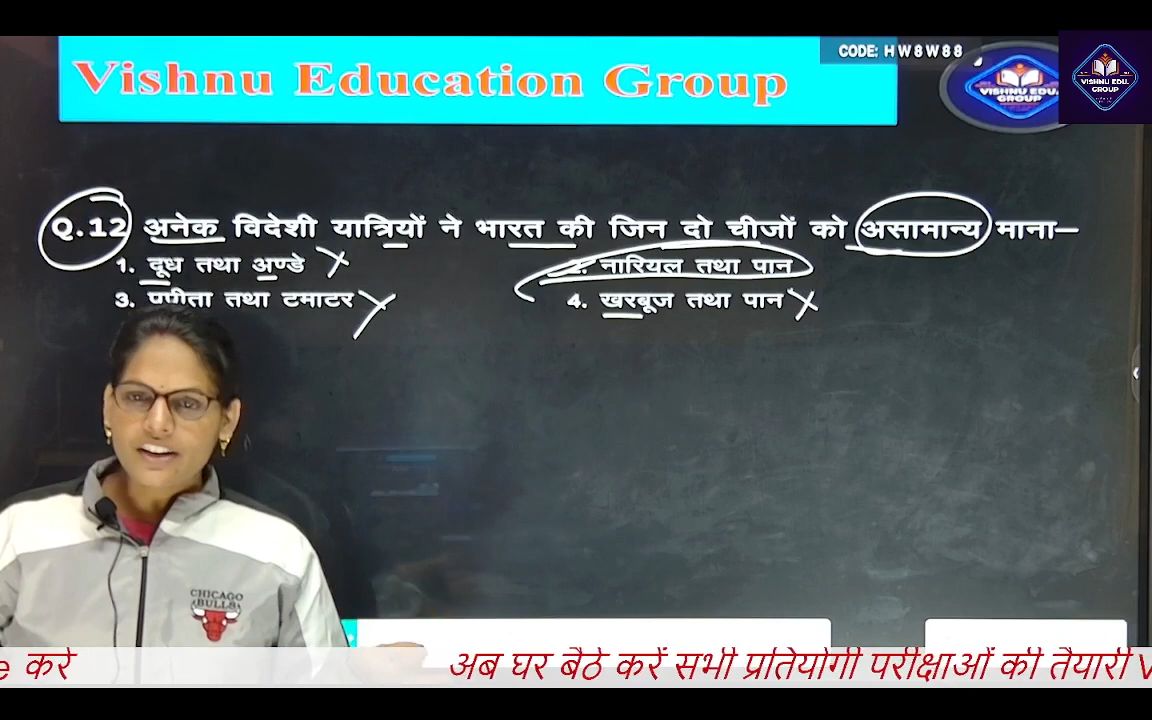 CODE: HW8W88
Vishnu Education Group
VISHNU EDU.
GROUP
VISHNU EDU.
GROUP
Q.12 अनेक विदेशी यात्रियों ने भारत की जिन दो चीजों को असामान्य माना–
1. दूध तथा अण्डे
2. नारियल तथा पान
3. पपीता तथा टमाटर
4. खरबूज तथा पान
CHICAGO
BULLS
करे
अब घर बैठे करें सभी प्रतियोगी परीक्षाओं की तैयारी